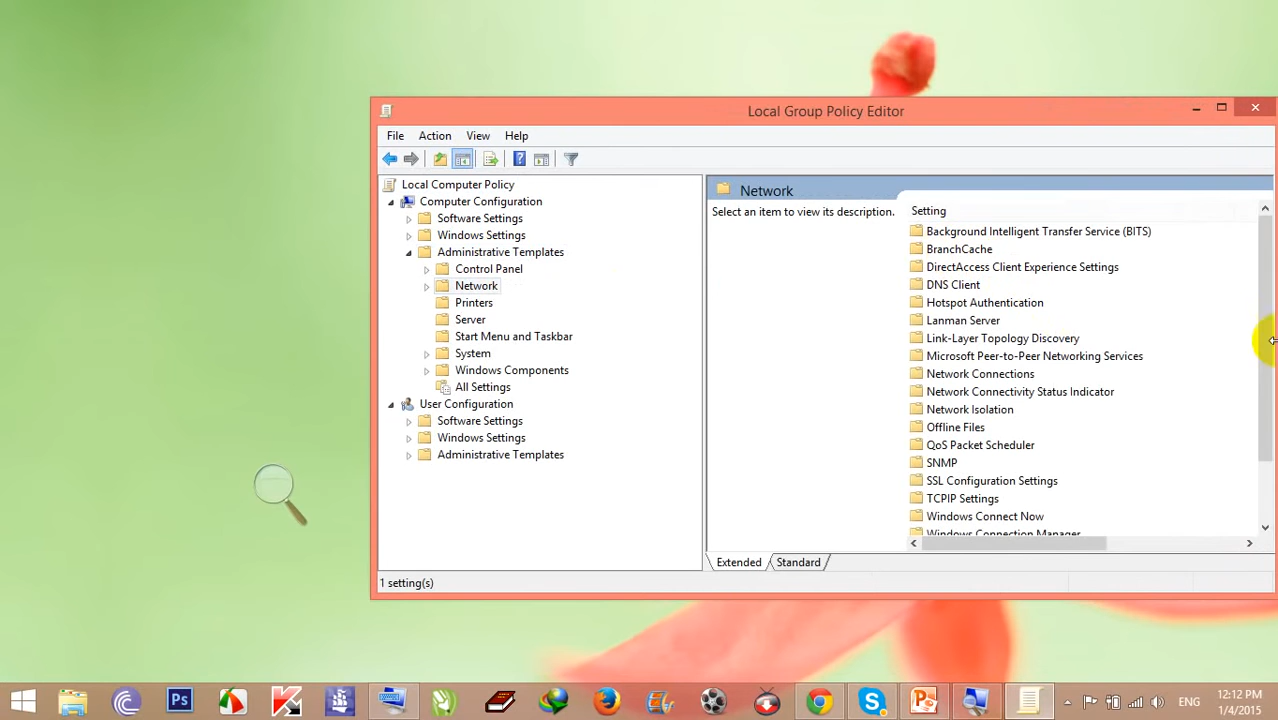 Local Group Policy Editor
File Action View Help
Local Computer Policy
Computer Configuration
Software Settings
Windows Settings
Administrative Templates
Control Panel
Network
Printers
Server
Start Menu and Taskbar
System
Windows Components
All Settings
User Configuration
Software Settings
Windows Settings
Administrative Templates
Network
Select an item to view its description.
Setting
Background Intelligent Transfer Service (BITS)
BranchCache
DirectAccess Client Experience Settings
DNS Client
Hotspot Authentication
Lanman Server
Link-Layer Topology Discovery
Microsoft Peer-to-Peer Networking Services
Network Connections
Network Connectivity Status Indicator
Network Isolation
Offline Files
QoS Packet Scheduler
SNMP
SSL Configuration Settings
TCPIP Settings
Windows Connect Now
Windows Connection Manager
Extended Standard
1 setting(s)
Ps
ENG
12:12 PM
1/4/2015